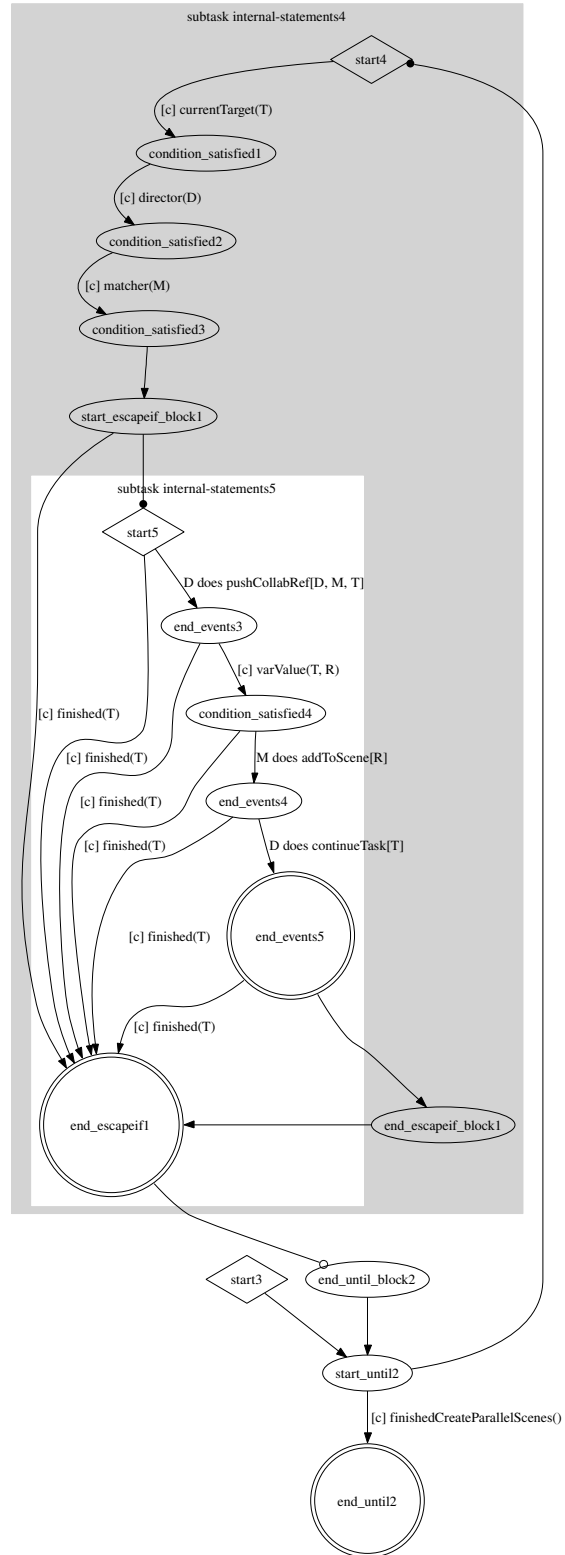 subtask internal-statements4
start4
[c] currentTarget(T)
condition_satisfied1
[c] director(D)
condition_satisfied2
[c] matcher(M)
condition_satisfied3
start_escapeif_block1
subtask internal-statements5
start5
D does pushCollabRef[D, M, T]
end_events3
[c] varValue(T, R)
[c] finished(T)
condition_satisfied4
[c] finished(T)
M does addToScene[R]
[c] finished(T)
end_events4
[c] finished(T)
D does continueTask[T]
[c] finished(T)
end_events5
[c] finished(T)
end_escapeif1
end_escapeif_block1
start3
end_until_block2
start_until2
[c] finishedCreateParallelScenes()
end_until2